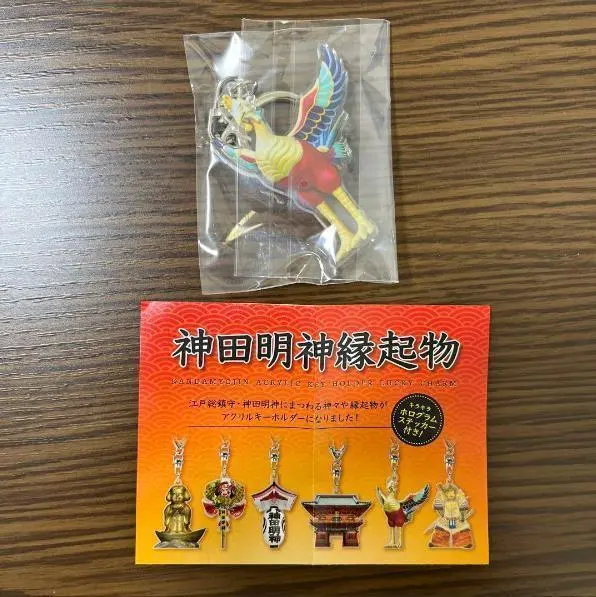 神田明神縁起物
KANDAMYOJIN ACRYLIC KEY HOLDER LUCKY CHARM
江戸総鎮守・神田明神にまつわる神々や縁起物が
アクリルキーホルダーになりました!
キラキラ
ホログラム
ステッカー
付き!
神田明神